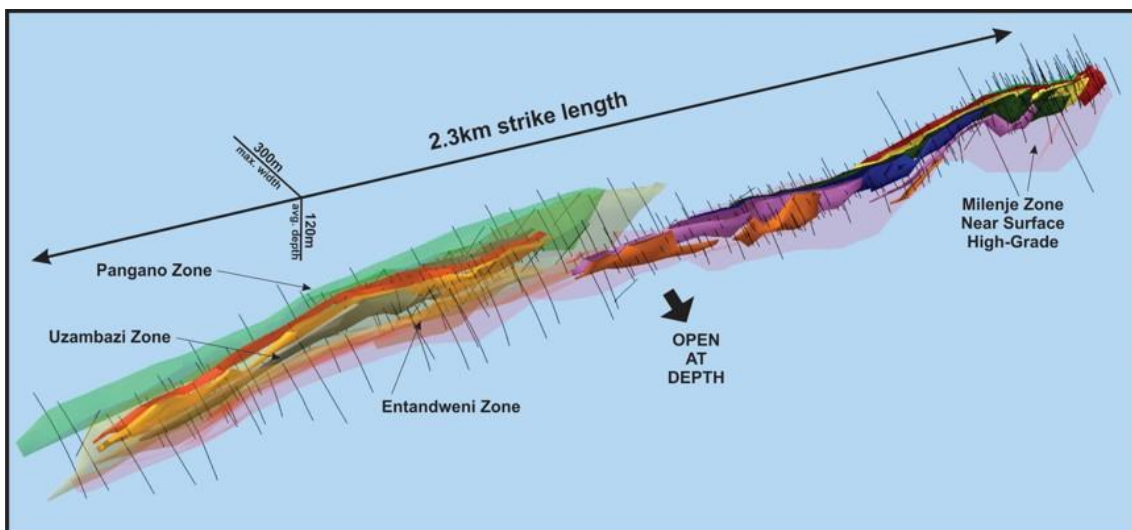 2.3km strike length
300m
max. width
120m
avg. depth
Pangano Zone
Milenje Zone
Near Surface
High-Grade
Uzambazi Zone
OPEN
AT
DEPTH
Entandweni Zone